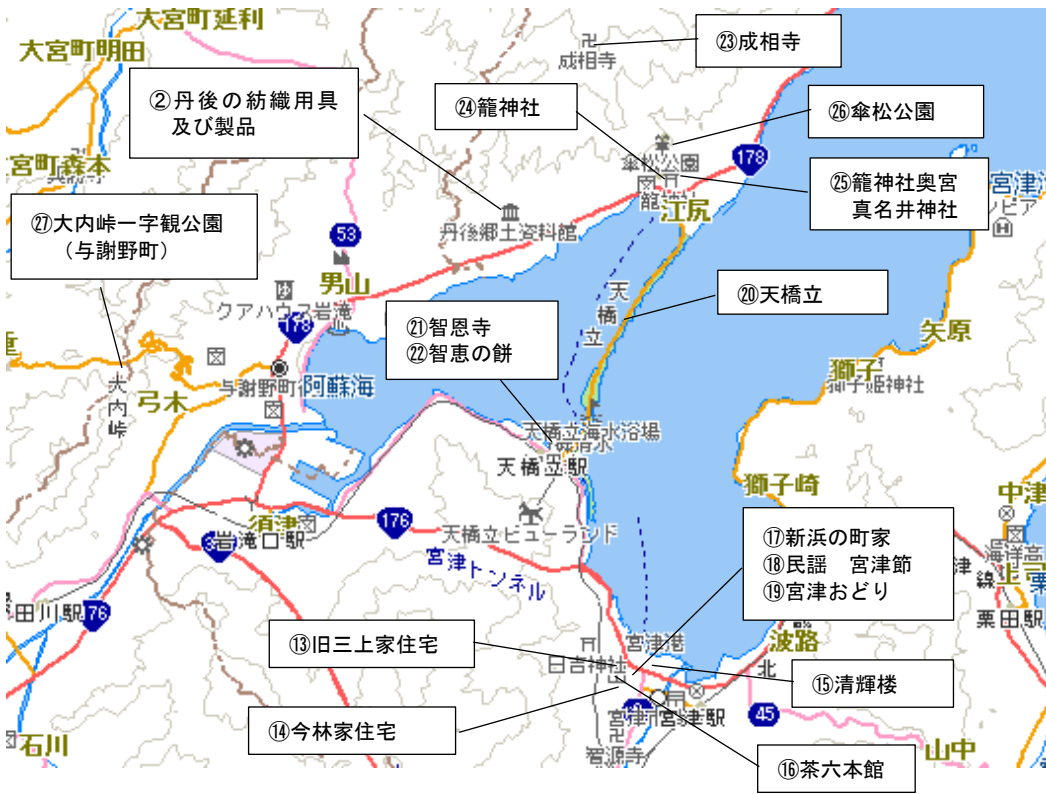 大宮町延利
大宮町明田
成相寺
㉓成相寺
②丹後の紡織用具
及び製品
㉔籠神社
㉖傘松公園
傘松公園
178
宮町森本
㉕籠神社奥宮
真名井神社
宮津
江尻
丹後郷土資料館
㉗大内峠一字観公園
(与謝野町)
53
男山
クアハウス岩滝
178
天橋立
⑳天橋立
㉑智恩寺
㉒智恵の餅
矢原
獅子
獅子姫神社
大内峠
弓木
与謝野町
阿蘇海
天橋立海水浴場
天橋立駅
獅子崎
中津
須津
岩滝口駅
176
天橋立ビューランド
宮津トンネル
⑰新浜の町家
⑱民謡 宮津節
⑲宮津おどり
海洋高
津線
上司
栗
田川駅
76
栗田駅
⑬旧三上家住宅
宮津港
波路
日吉神社
北
⑮清輝楼
⑭今林家住宅
宮津駅
45
石川
智源寺
山中
⑯茶六本館